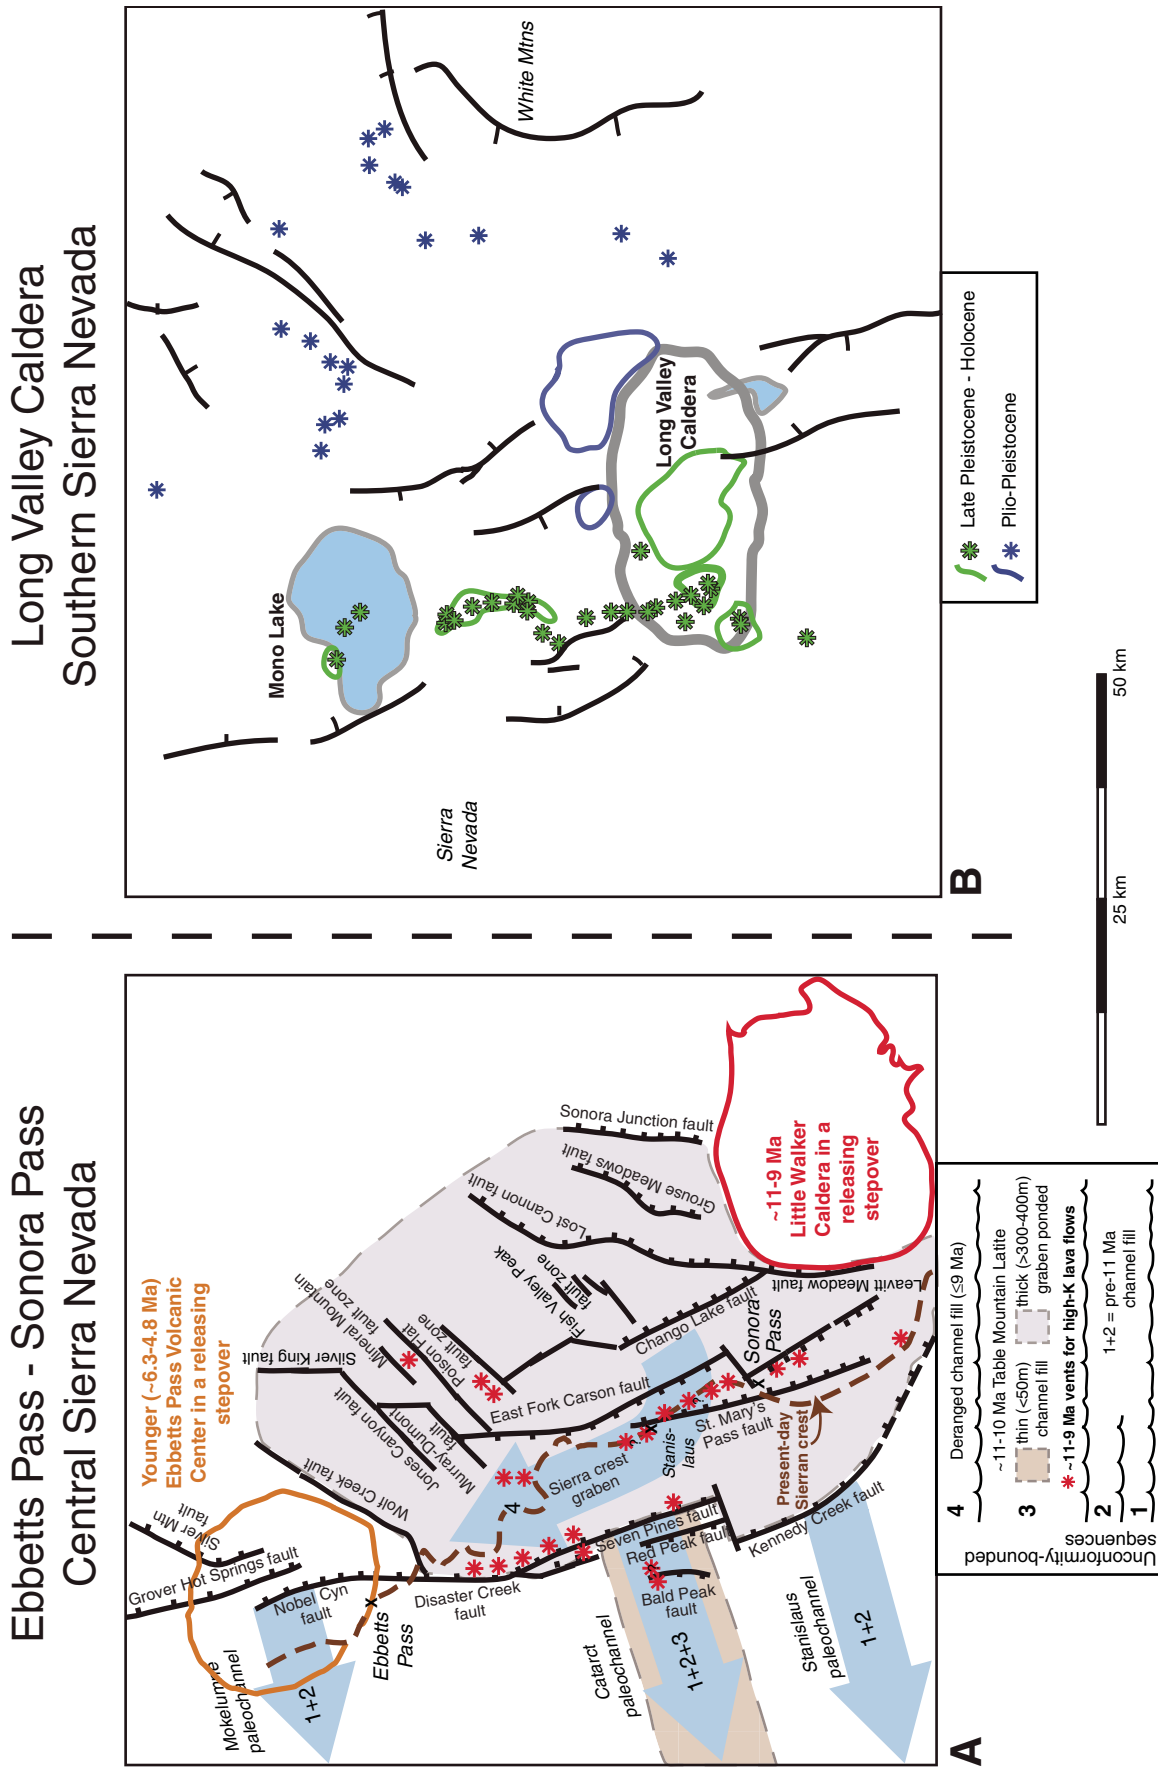 Ebbetts Pass - Sonora Pass
Central Sierra Nevada
Younger (~6.3-4.8 Ma)
Ebbetts Pass Volcanic
Center in a releasing
stepover
Silver Mtn
fault
Grover Hot Springs fault
Nobel Cyn
fault
Mokelumne
paleochannel
1+2
Ebbetts
Pass
x
Wolf Creek fault
Jones Canyon fault
Murray-Dumont
fault
Silver King fault
Mineral Mountain
fault zone
Poison Flat
fault zone
East Fork Carson fault
Fish Valley Peak
fault zone
Lost Cannon fault
Grouse Meadows fault
Sonora Junction fault
Chango Lake fault
Disaster Creek
fault
4
Sierra crest
graben
Stanis-
laus
x
St. Mary's
Pass fault
Sonora
Pass
x
Leavitt Meadow fault
~11-9 Ma
Little Walker
Caldera in a
releasing
stepover
Seven Pines fault
Red Peak fault
Bald Peak
fault
Present-day
Sierran crest
Kennedy Creek fault
Catarct
paleochannel
1+2+3
Stanislaus
paleochannel
1+2
A
Unconformity-bounded
sequences
4 Deranged channel fill (≤9 Ma)
~11-10 Ma Table Mountain Latite
3 thin (<50m) channel fill
thick (>300-400m) graben ponded
~11-9 Ma vents for high-K lava flows
2
1+2 = pre-11 Ma
channel fill
1
Long Valley Caldera
Southern Sierra Nevada
Mono Lake
White Mtns
Sierra
Nevada
Long Valley
Caldera
B
Late Pleistocene - Holocene
Plio-Pleistocene
25 km
50 km